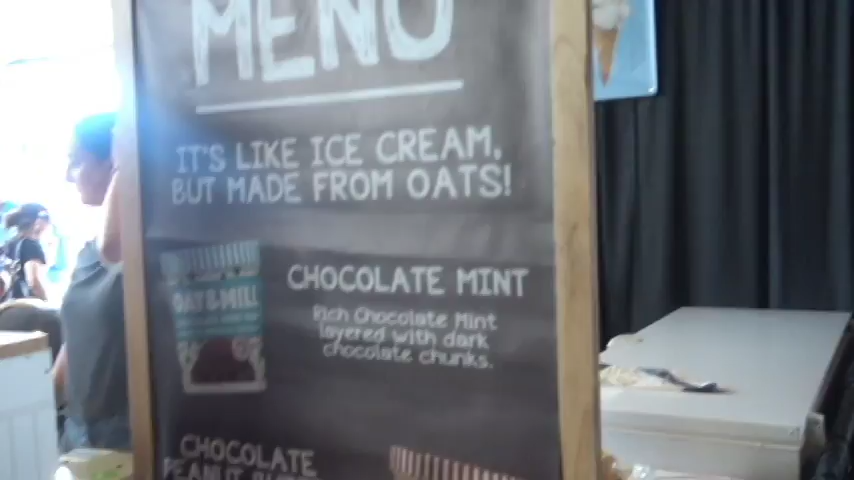 MENU
IT'S LIKE ICE CREAM,
BUT MADE FROM OATS!
OAT & MILL
CHOCOLATE MINT
Rich Chocolate Mint
layered with dark
chocolate chunks.
CHOCOLATE
PEANUT